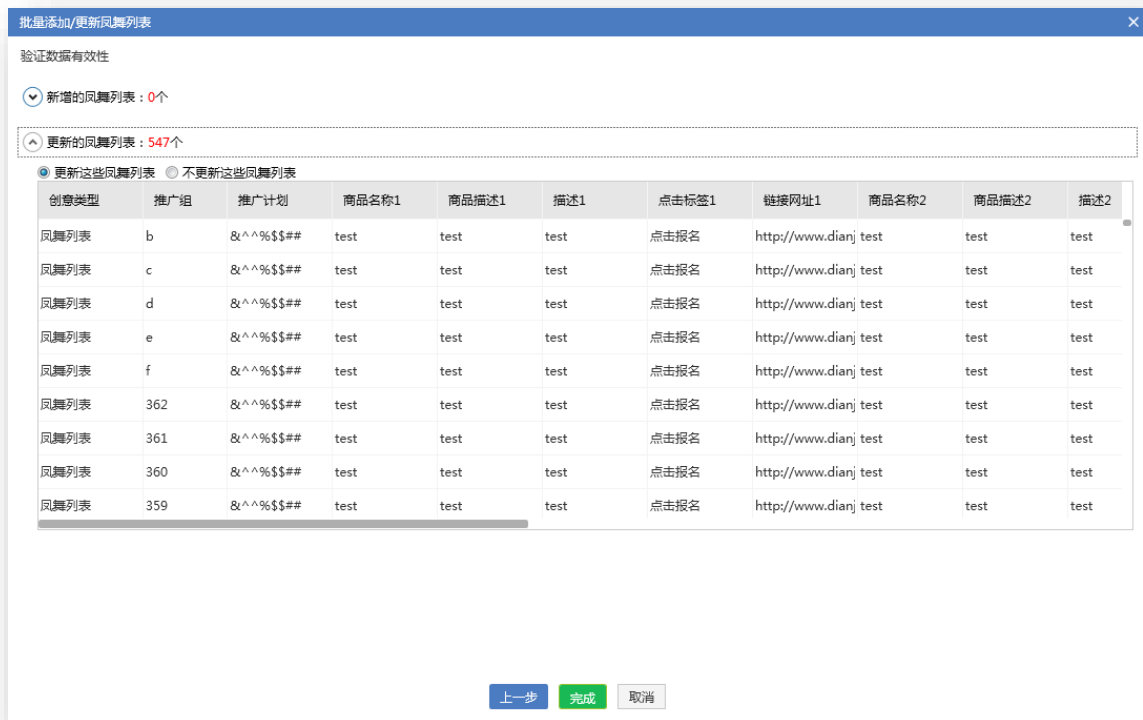 批量添加/更新凤舞列表
验证数据有效性
新增的凤舞列表：0个
更新的凤舞列表：547个
更新这些凤舞列表 不更新这些凤舞列表
创意类型 推广组 推广计划 商品名称1 商品描述1 描述1 点击标签1 链接网址1 商品名称2 商品描述2 描述2
凤舞列表 b &^^%$$## test test test 点击报名 http://www.dianj test test test
凤舞列表 c &^^%$$## test test test 点击报名 http://www.dianj test test test
凤舞列表 d &^^%$$## test test test 点击报名 http://www.dianj test test test
凤舞列表 e &^^%$$## test test test 点击报名 http://www.dianj test test test
凤舞列表 f &^^%$$## test test test 点击报名 http://www.dianj test test test
凤舞列表 362 &^^%$$## test test test 点击报名 http://www.dianj test test test
凤舞列表 361 &^^%$$## test test test 点击报名 http://www.dianj test test test
凤舞列表 360 &^^%$$## test test test 点击报名 http://www.dianj test test test
凤舞列表 359 &^^%$$## test test test 点击报名 http://www.dianj test test test
上一步 完成 取消